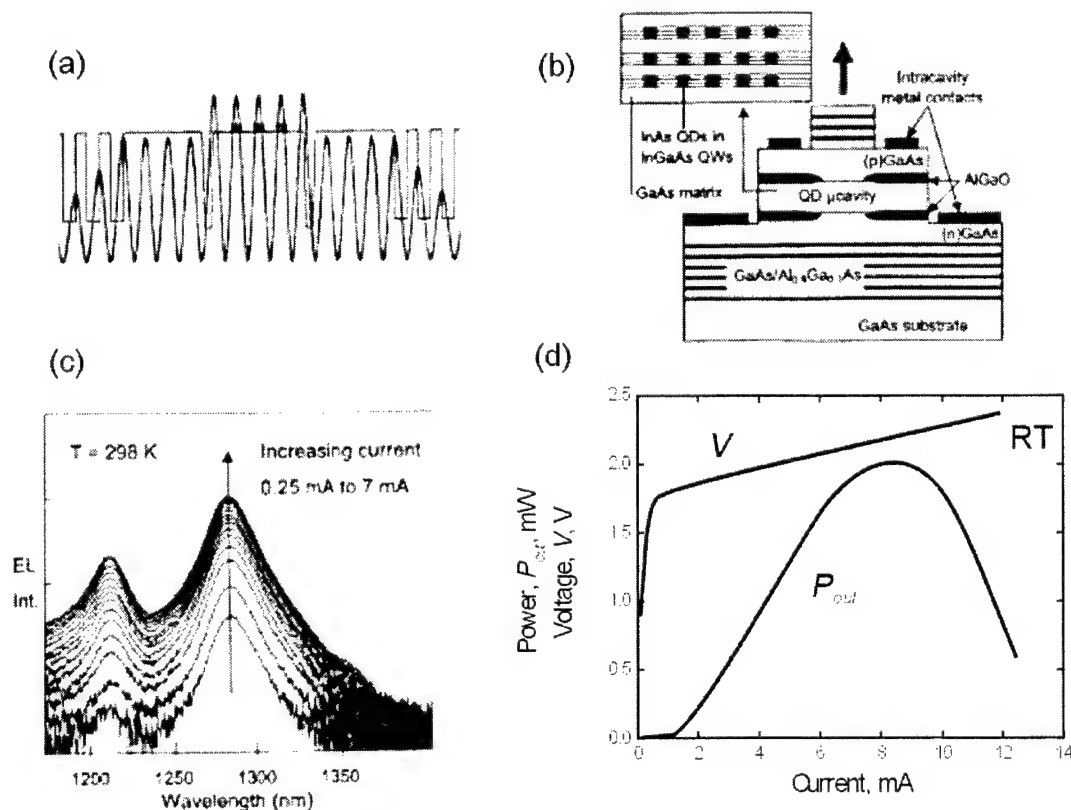 (a)
(b)
Intracavity
metal contacts
InAs QDs in
InGaAs QWs
GaAs matrix
(p)GaAs
AlGaO
QD μcavity
(n)GaAs
GaAs substrate
(c)
T = 298 K
Increasing current
0.25 mA to 7 mA
EL
Int.
1200
1250
1300
1350
Wavelength (nm)
(d)
2.5
2.0
1.5
1.0
0.5
0.0
0
2
4
6
8
10
12
14
V
RT
P out
Power, P out, mW
Voltage, V, V
Current, mA